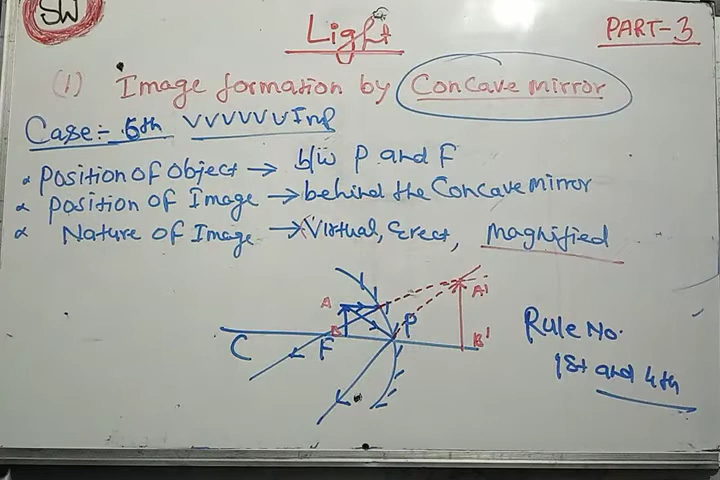 SW
Light
PART-3
(1) Image formation by Concave mirror
Case:- 6th VVVVVVImp
Position of object → b/w P and F
Position of Image → behind the Concave mirror
Nature of Image → Virtual, Erect, Magnified
A
A'
B
P
B'
C
F
Rule No.
1st and 4th